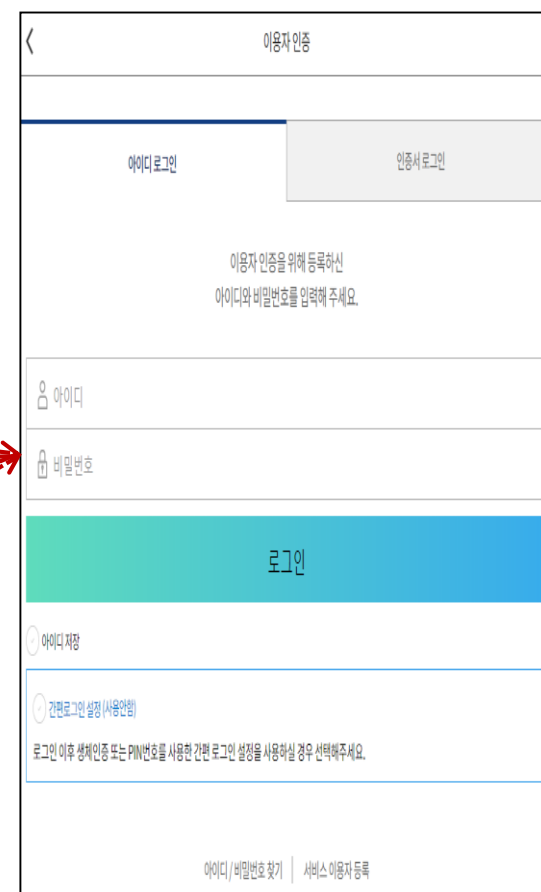 이용자 인증
아이디 로그인
인증서 로그인
이용자 인증을 위해 등록하신
아이디와 비밀번호를 입력해 주세요.
아이디
비밀번호
로그인
아이디 저장
간편로그인 설정 (사용안함)
로그인 이후 생체인증 또는 PIN번호를 사용한 간편 로그인 설정을 사용하실 경우 선택해주세요.
아이디 / 비밀번호 찾기 | 서비스 이용자 등록